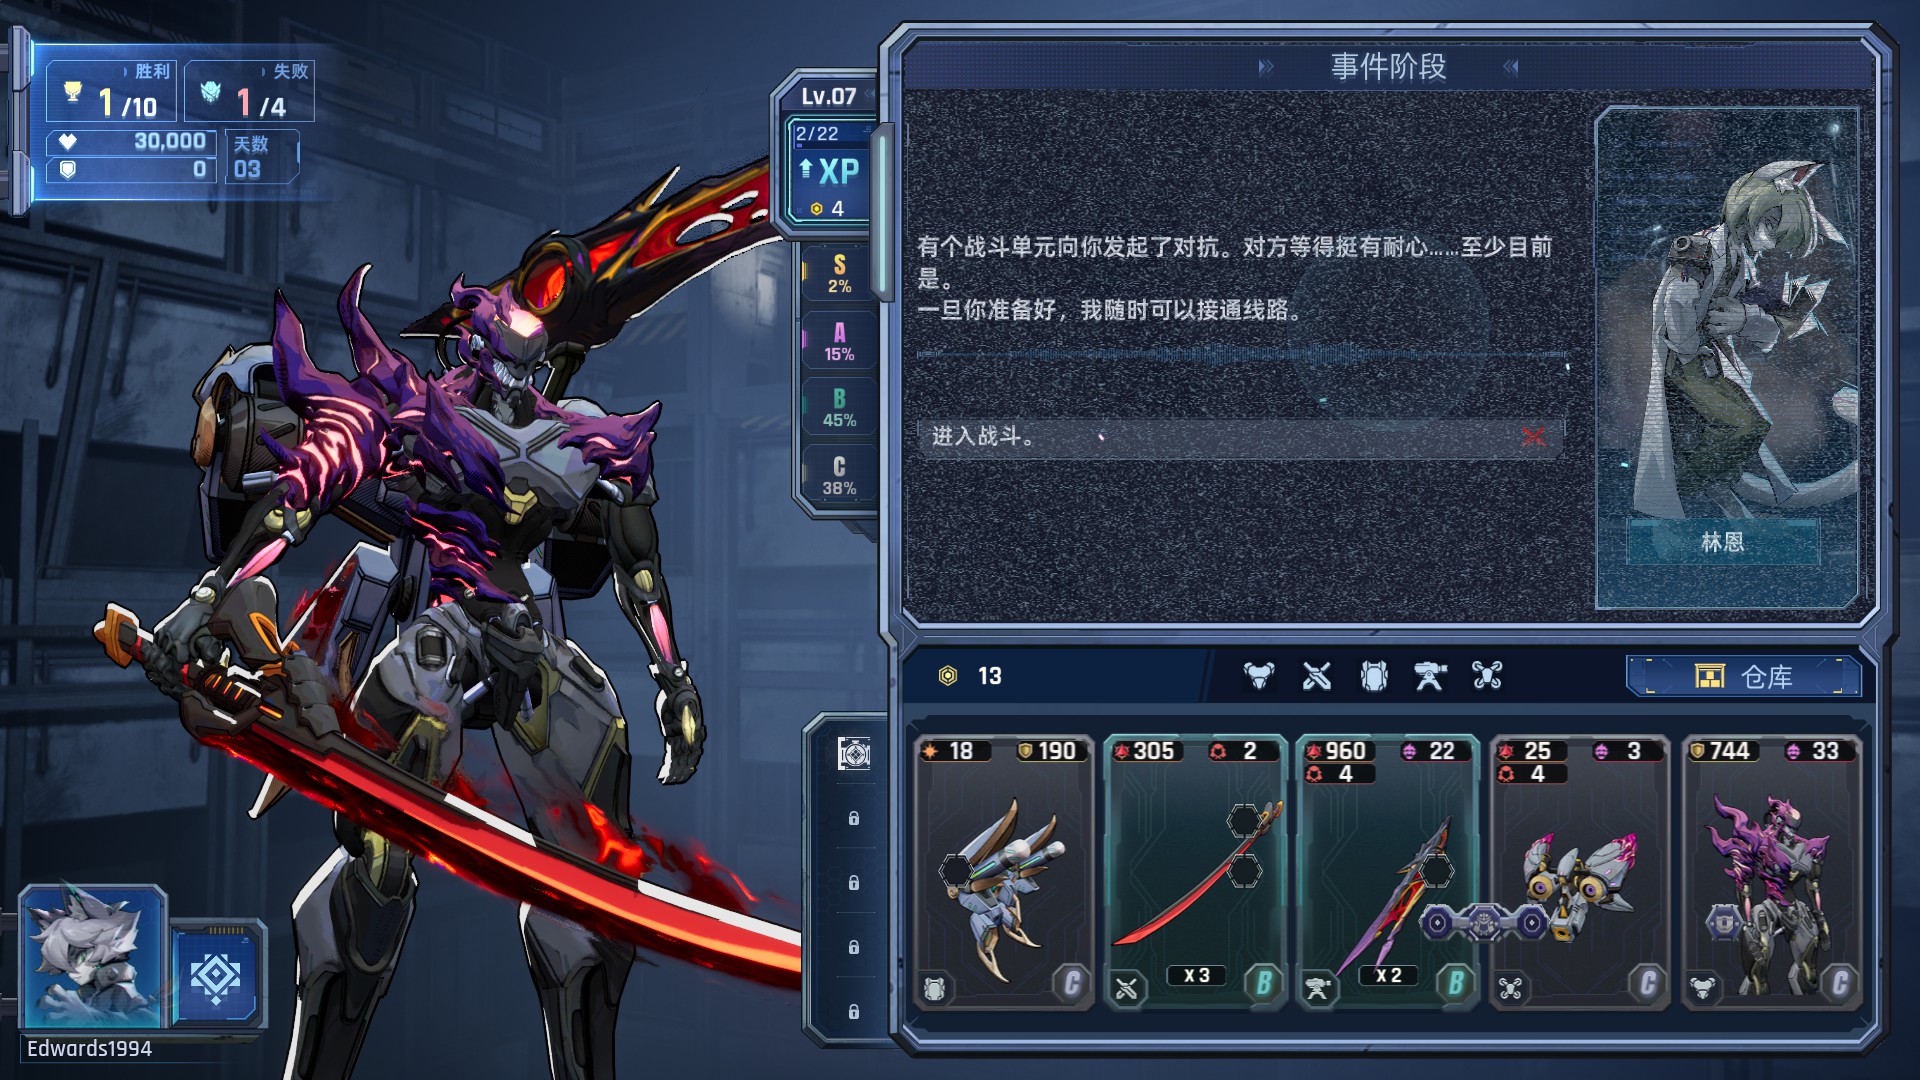 胜利
1/10
失败
1/4
30,000
0
天数
03
Lv.07
2/22
XP
4
S
2%
A
15%
B
45%
C
38%
事件阶段
有个战斗单元向你发起了对抗。对方等得挺有耐心……至少目前
是。
一旦你准备好，我随时可以接通线路。
进入战斗。
林恩
13
仓库
18 190
C
305 2
x3
B
960 22
4
x2
B
25 3
4
C
744 33
C
Edwards1994